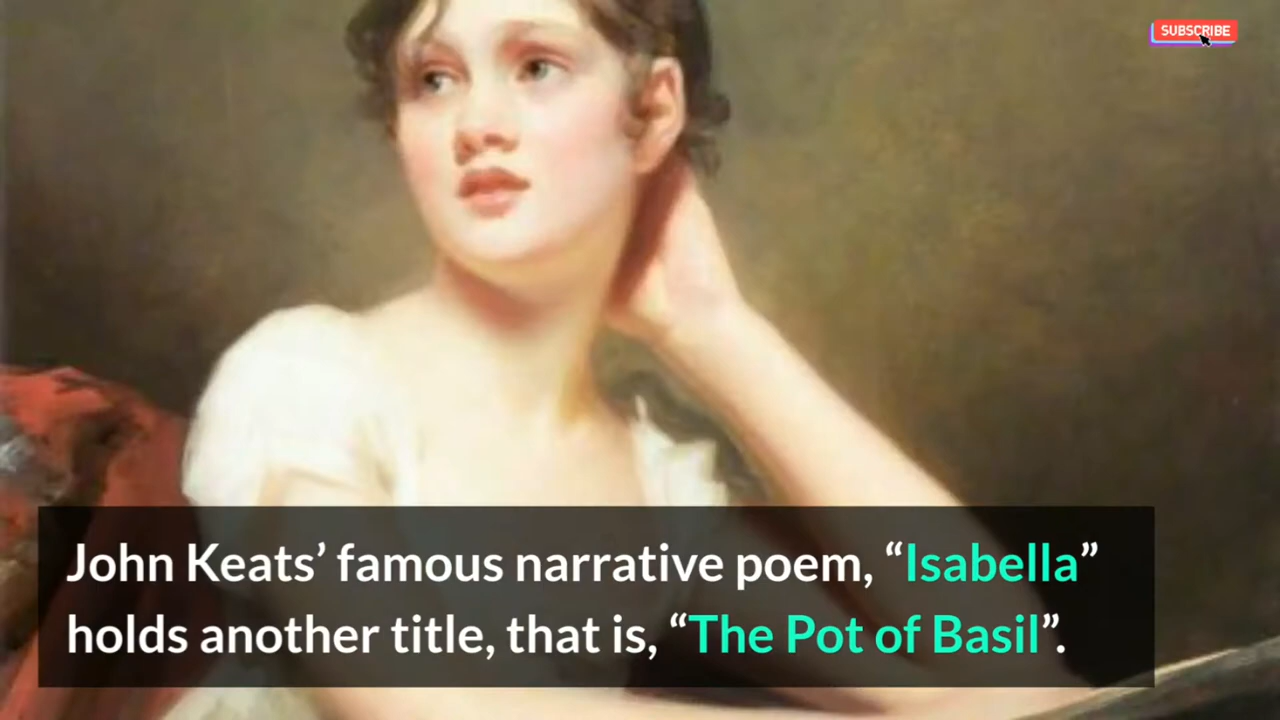 SUBSCRIBE
John Keats’ famous narrative poem, “Isabella”
holds another title, that is, “The Pot of Basil”.